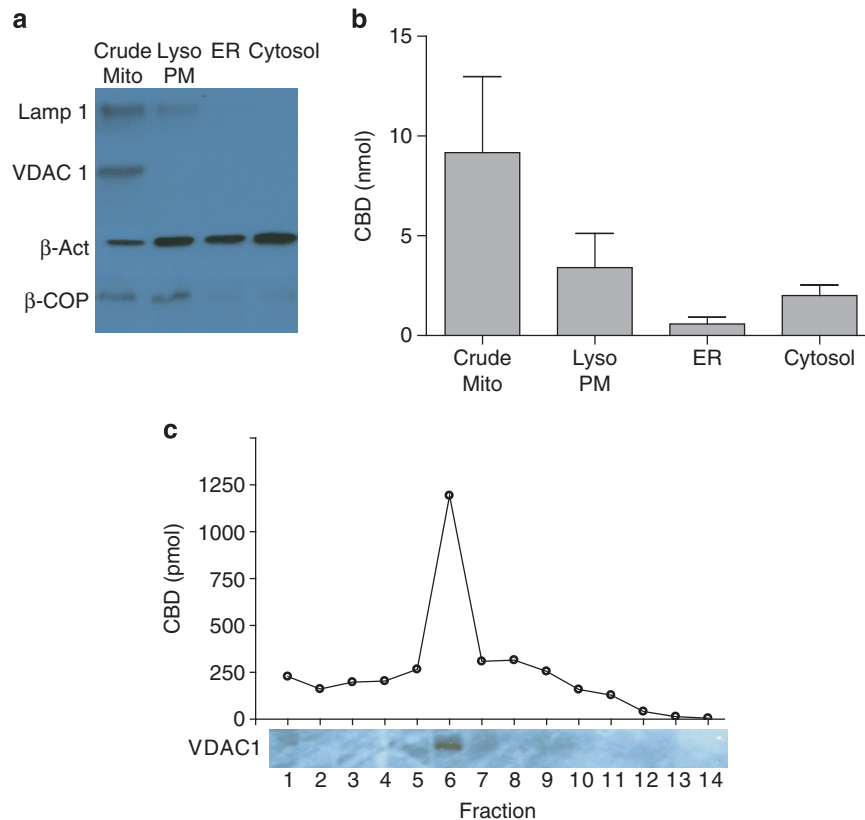 a
Crude Lyso ER Cytosol
Mito PM
Lamp 1
VDAC 1
β-Act
β-COP
b
CBD (nmol)
15
10
5
0
Crude Lyso ER Cytosol
Mito PM
c
CBD (pmol)
1250
1000
750
500
250
0
VDAC1
1 2 3 4 5 6 7 8 9 10 11 12 13 14
Fraction